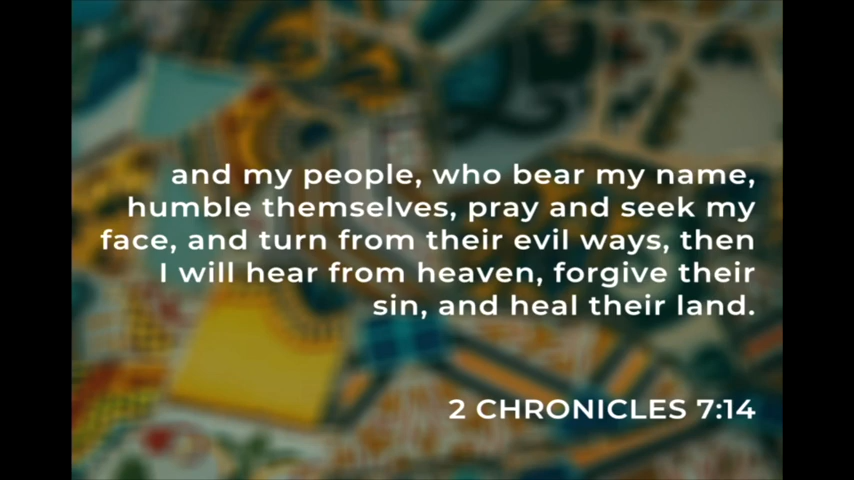 and my people, who bear my name,
humble themselves, pray and seek my
face, and turn from their evil ways, then
I will hear from heaven, forgive their
sin, and heal their land.
2 CHRONICLES 7:14